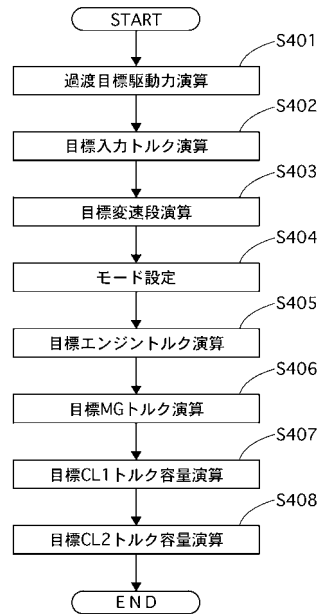 START
S401
過渡目標駆動力演算
S402
目標入力トルク演算
S403
目標変速段演算
S404
モード設定
S405
目標エンジントルク演算
S406
目標MGトルク演算
S407
目標CL1トルク容量演算
S408
目標CL2トルク容量演算
END